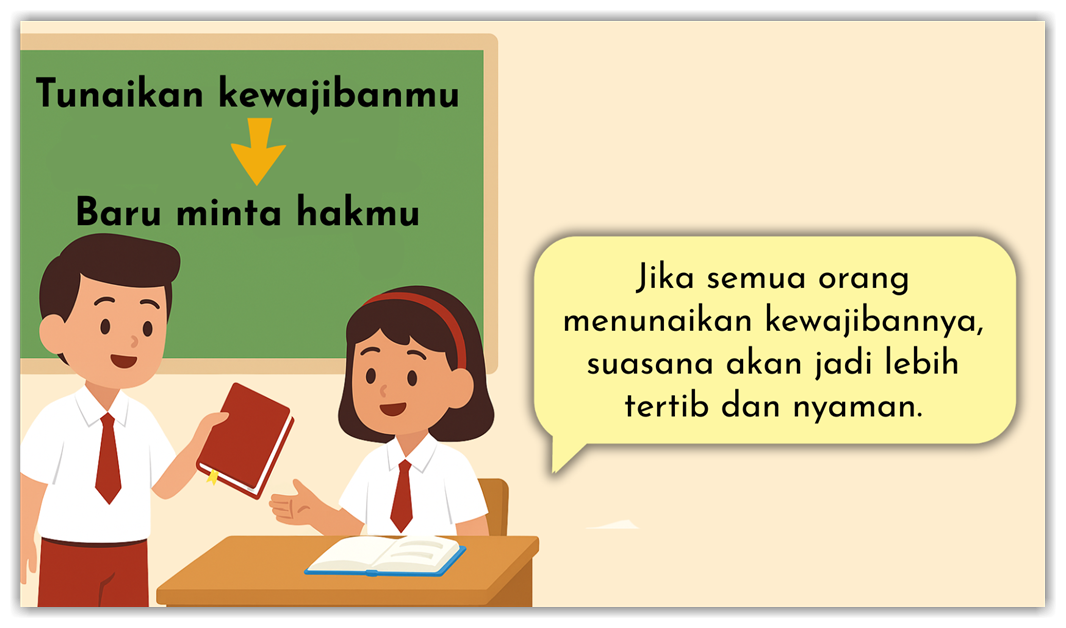 Tunaikan kewajibanmu
Baru minta hakmu
Jika semua orang
menunaikan kewajibannya,
suasana akan jadi lebih
tertib dan nyaman.